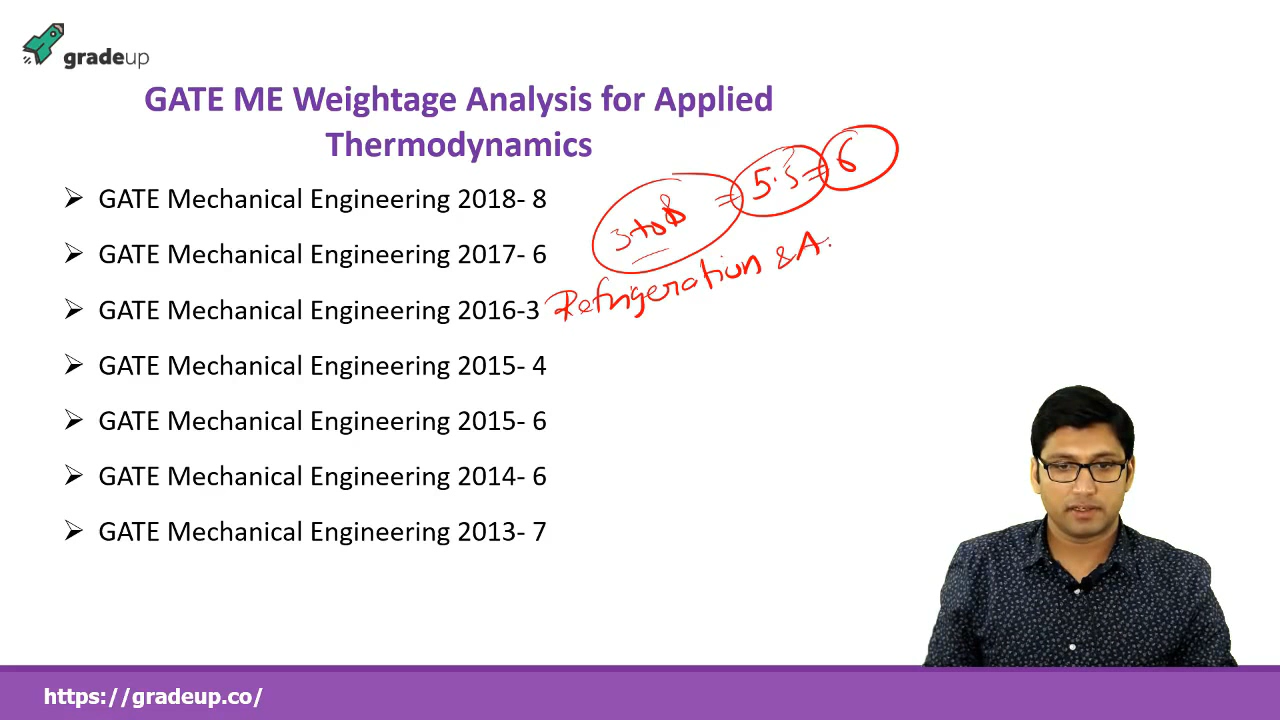 gradeup
GATE ME Weightage Analysis for Applied
Thermodynamics
GATE Mechanical Engineering 2018- 8
GATE Mechanical Engineering 2017- 6
GATE Mechanical Engineering 2016-3
GATE Mechanical Engineering 2015- 4
GATE Mechanical Engineering 2015- 6
GATE Mechanical Engineering 2014- 6
GATE Mechanical Engineering 2013- 7
3 to 8 = 5.5 = 6
Refrigeration & A.
https://gradeup.co/